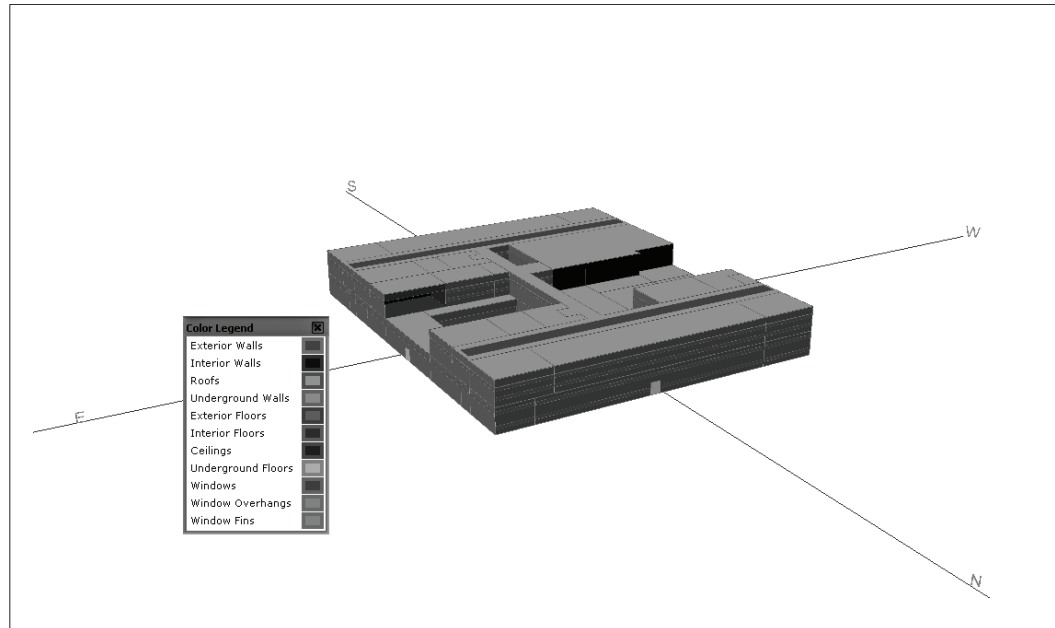 S
W
Color Legend
Exterior Walls
Interior Walls
Roofs
Underground Walls
Exterior Floors
Interior Floors
Ceilings
Underground Floors
Windows
Window Overhangs
Window Fins
E
N